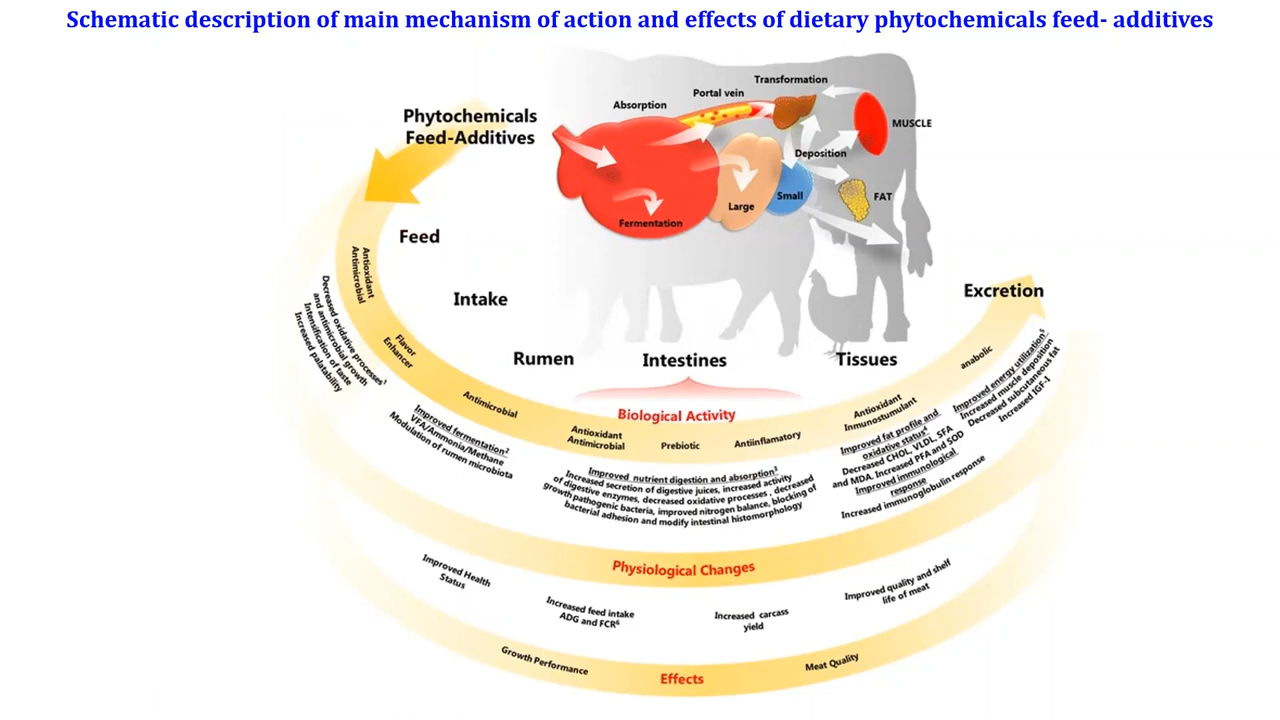 Schematic description of main mechanism of action and effects of dietary phytochemicals feed- additives
Phytochemicals
Feed-Additives
Absorption
Portal vein
Transformation
MUSCLE
Deposition
FAT
Small
Large
Fermentation
Feed
Intake
Rumen
Intestines
Tissues
Excretion
Antioxidant
Antimicrobial
Flavor
Enhancer
Antimicrobial
Biological Activity
Antioxidant
Antimicrobial
Prebiotic
Antiinflamatory
Antioxidant
Inmunostumulant
anabolic
Decreased oxidative processes¹
and antimicrobial growth
Intensification of taste
Increased palatability
Improved fermentation²
VFA/Ammonia/Methane
Modulation of rumen microbiota
Improved nutrient digestion and absorption³
Increased secretion of digestive juices, increased activity
of digestive enzymes, decreased oxidative processes , decreased
growth pathogenic bacteria, improved nitrogen balance, blocking of
bacterial adhesion and modify intestinal histomorphology
Improved fat profile and
oxidative status⁴
Decreased CHOL, VLDL, SFA
and MDA. Increased PFA and SOD
Improved immunological
response
Increased immunoglobulin response
Improved energy utilization⁵
Increased muscle deposition
Decreased subcutaneous fat
Increased IGF-1
Physiological Changes
Improved Health
Status
Increased feed intake
ADG and FCR⁶
Increased carcass
yield
Improved quality and shelf
life of meat
Growth Performance
Effects
Meat Quality